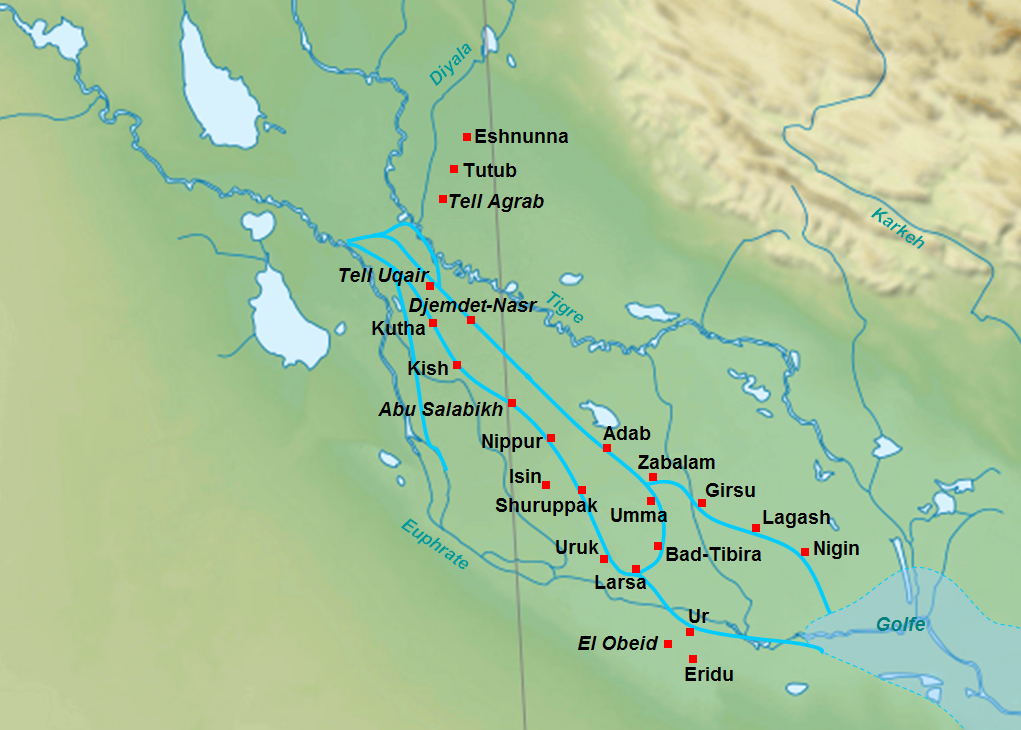 Diyala
Eshnunna
Tutub
Tell Agrab
Karkeh
Tell Uqair
Djemdet-Nasr
Tigre
Kutha
Kish
Abu Salabikh
Nippur
Adab
Zabalam
Isin
Girsu
Shuruppak
Umma
Lagash
Euphrate
Uruk
Bad-Tibira
Nigin
Larsa
Ur
Golfe
El Obeid
Eridu